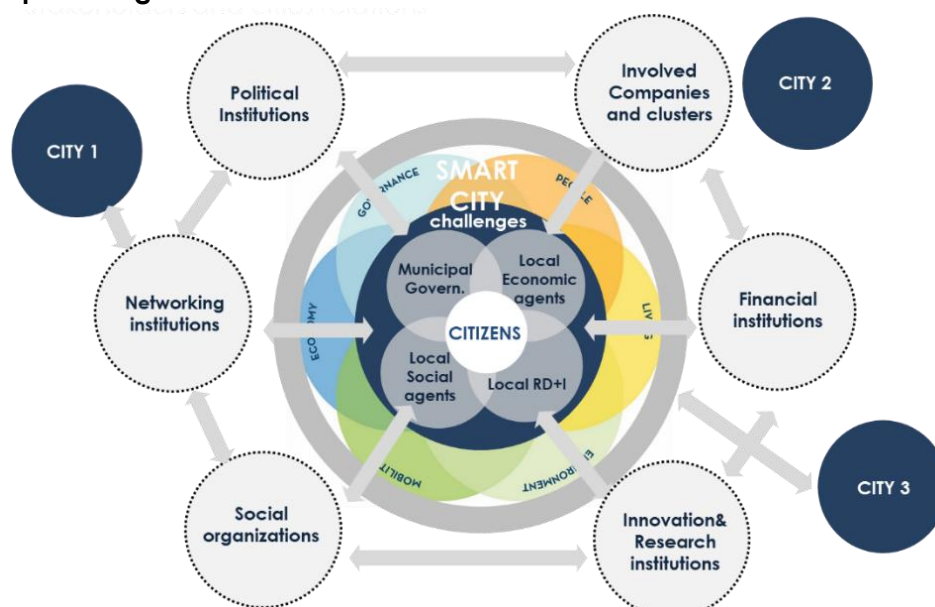 Political
Institutions
Involved
Companies
and clusters
CITY 2
CITY 1
SMART
CITY
challenges
GOVERNANCE
PEOPLE
Municipal
Govern.
Local
Economic
agents
Networking
institutions
ECONOMY
CITIZENS
LIVING
Financial
institutions
Local
Social
agents
Local RD+I
MOBILITY
ENVIRONMENT
CITY 3
Social
organizations
Innovation&
Research
institutions